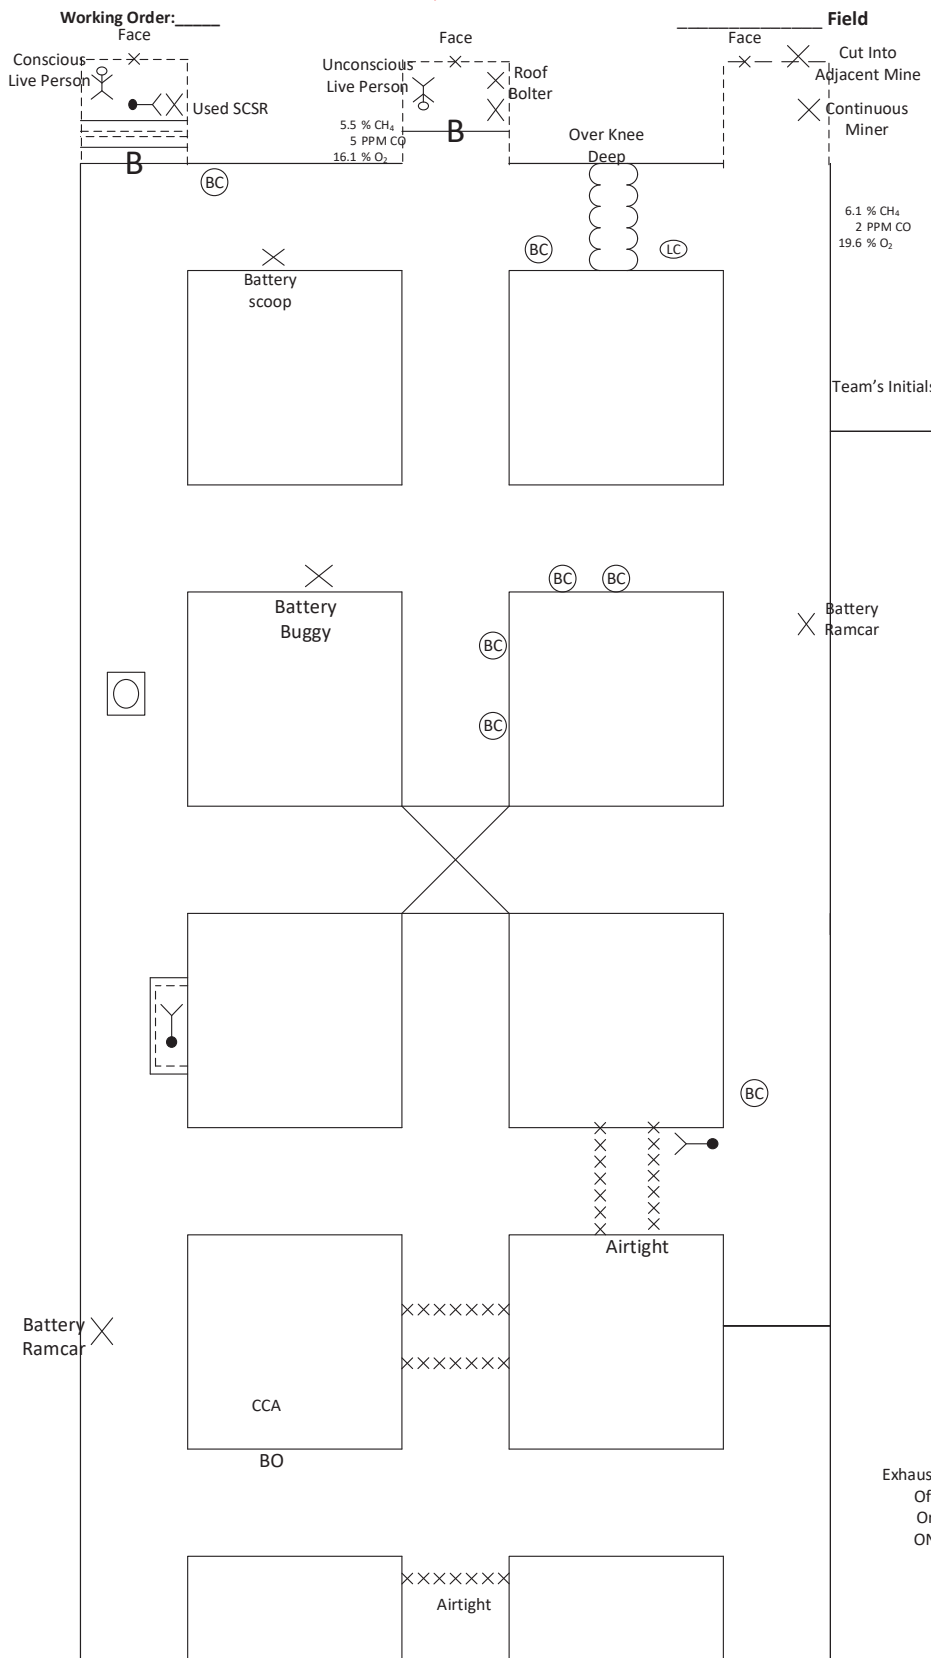 Working Order:_____
_________________ Field
Face
Face
Face
Conscious
Live Person
Used SCSR
B
Unconscious
Live Person
Roof
Bolter
B
5.5 % CH₄
5 PPM CO
16.1 % O₂
Cut Into
Adjacent Mine
Continuous
Miner
Over Knee
Deep
BC
BC
LC
6.1 % CH₄
2 PPM CO
19.6 % O₂
Battery
scoop
Team's Initials
BC
BC
Battery
Buggy
Battery
Ramcar
BC
BC
BC
Airtight
Battery
Ramcar
CCA
BO
Exhaus
Of
Or
ON
Airtight